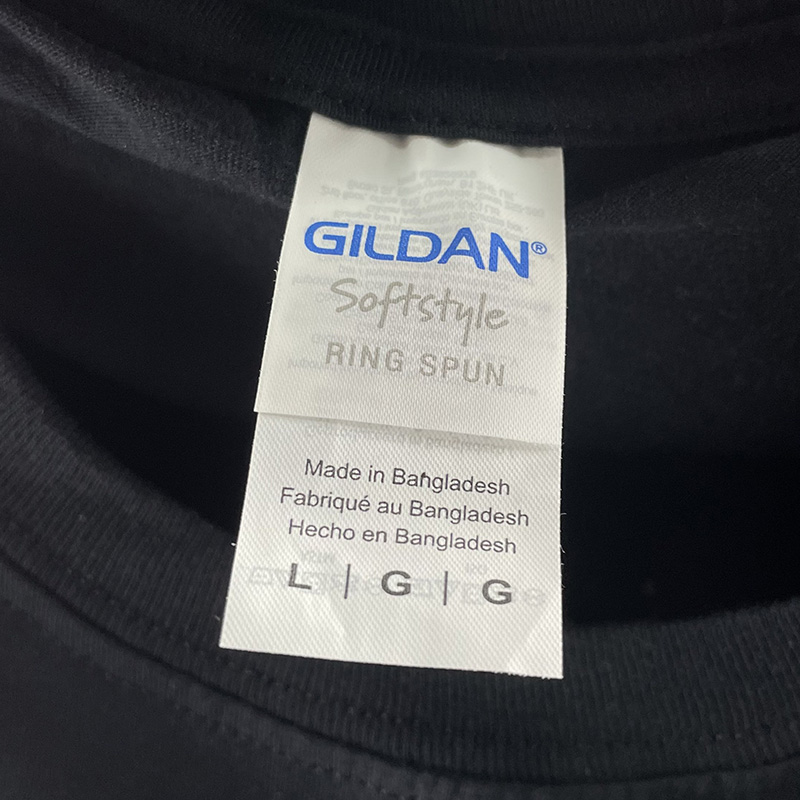 GILDAN®
Softstyle
RING SPUN
Made in Bangladesh
Fabriqué au Bangladesh
Hecho en Bangladesh
L | G | G